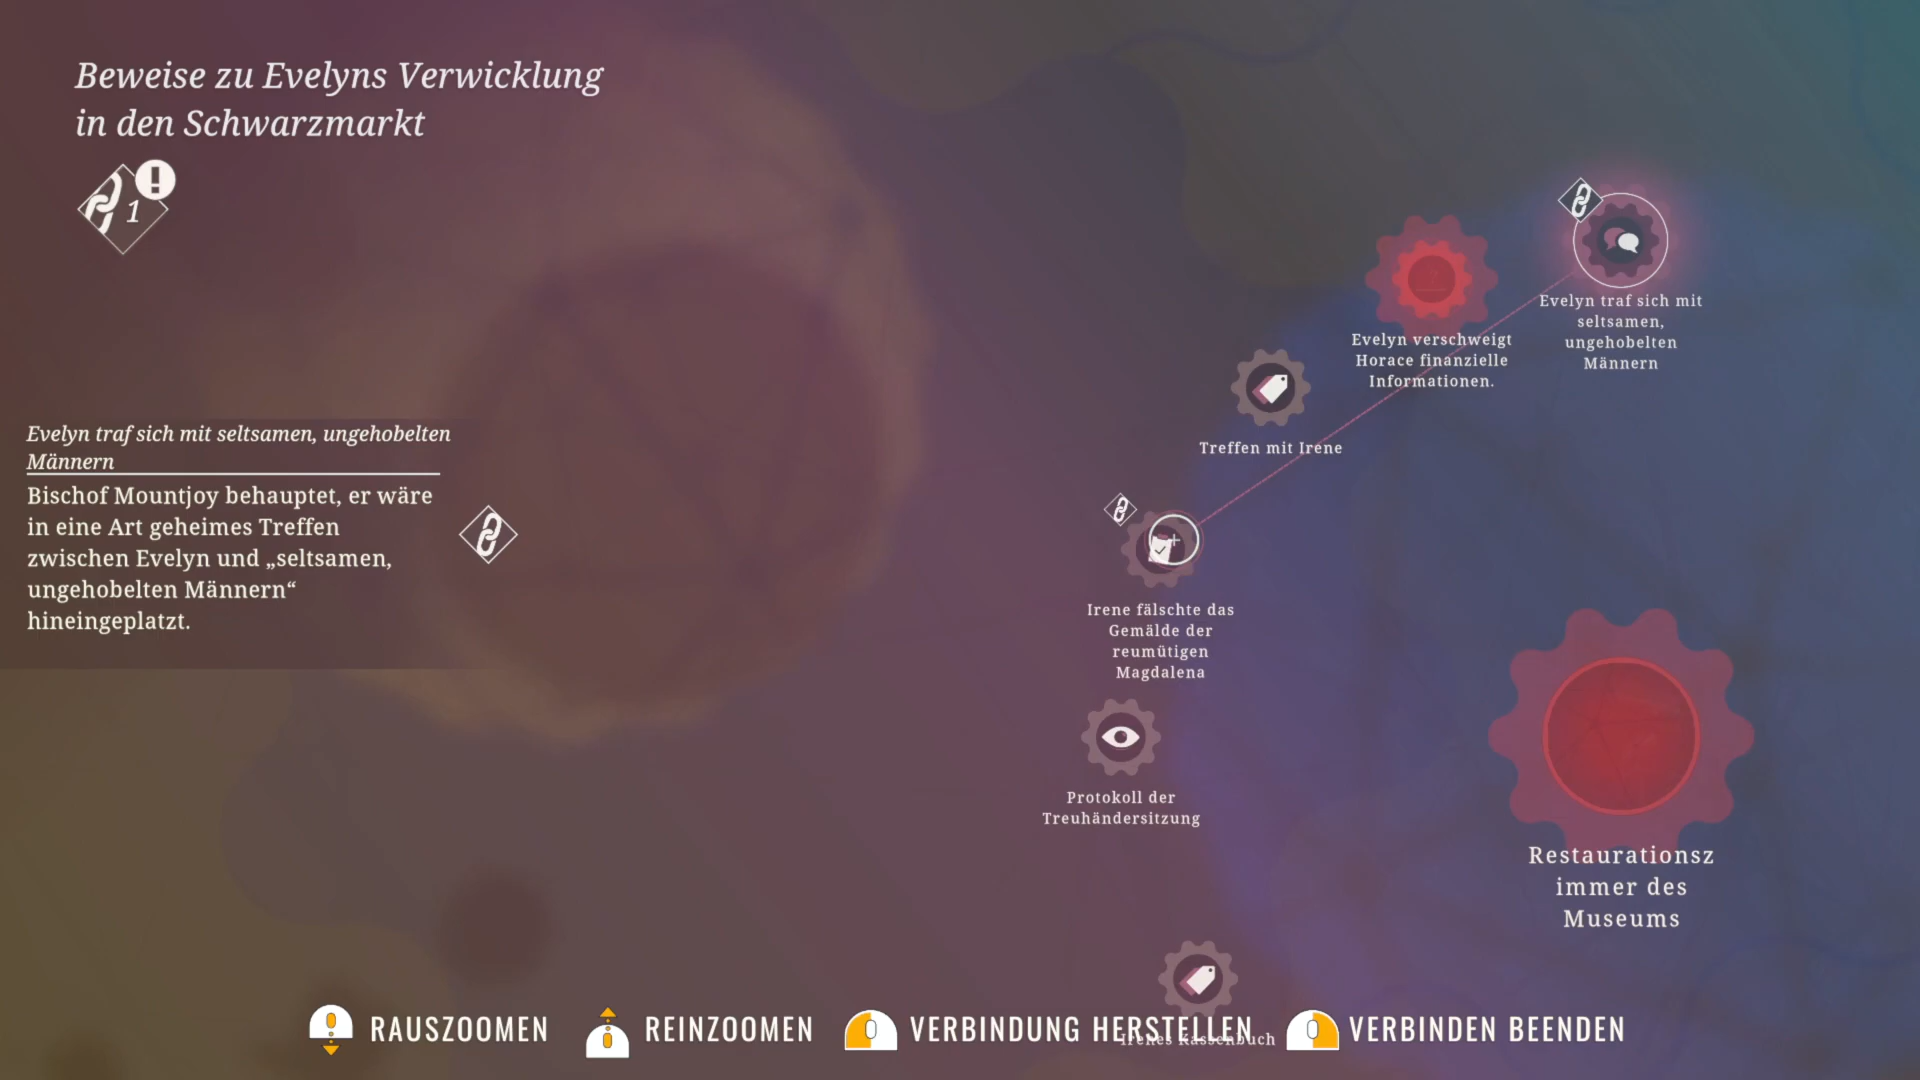 Beweise zu Evelyns Verwicklung
in den Schwarzmarkt
1
Evelyn traf sich mit seltsamen, ungehobelten
Männern
Bischof Mountjoy behauptet, er wäre
in eine Art geheimes Treffen
zwischen Evelyn und „seltsamen,
ungehobelten Männern“
hineingeplatzt.
Evelyn traf sich mit
seltsamen,
ungehobelten
Männern
Evelyn verschweigt
Horace finanzielle
Informationen.
Treffen mit Irene
Irene fälschte das
Gemälde der
reumütigen
Magdalena
Protokoll der
Treuhändersitzung
Restaurationsz
immer des
Museums
Irenes Kassenbuch
RAUSZOOMEN
REINZOOMEN
VERBINDUNG HERSTELLEN
VERBINDEN BEENDEN